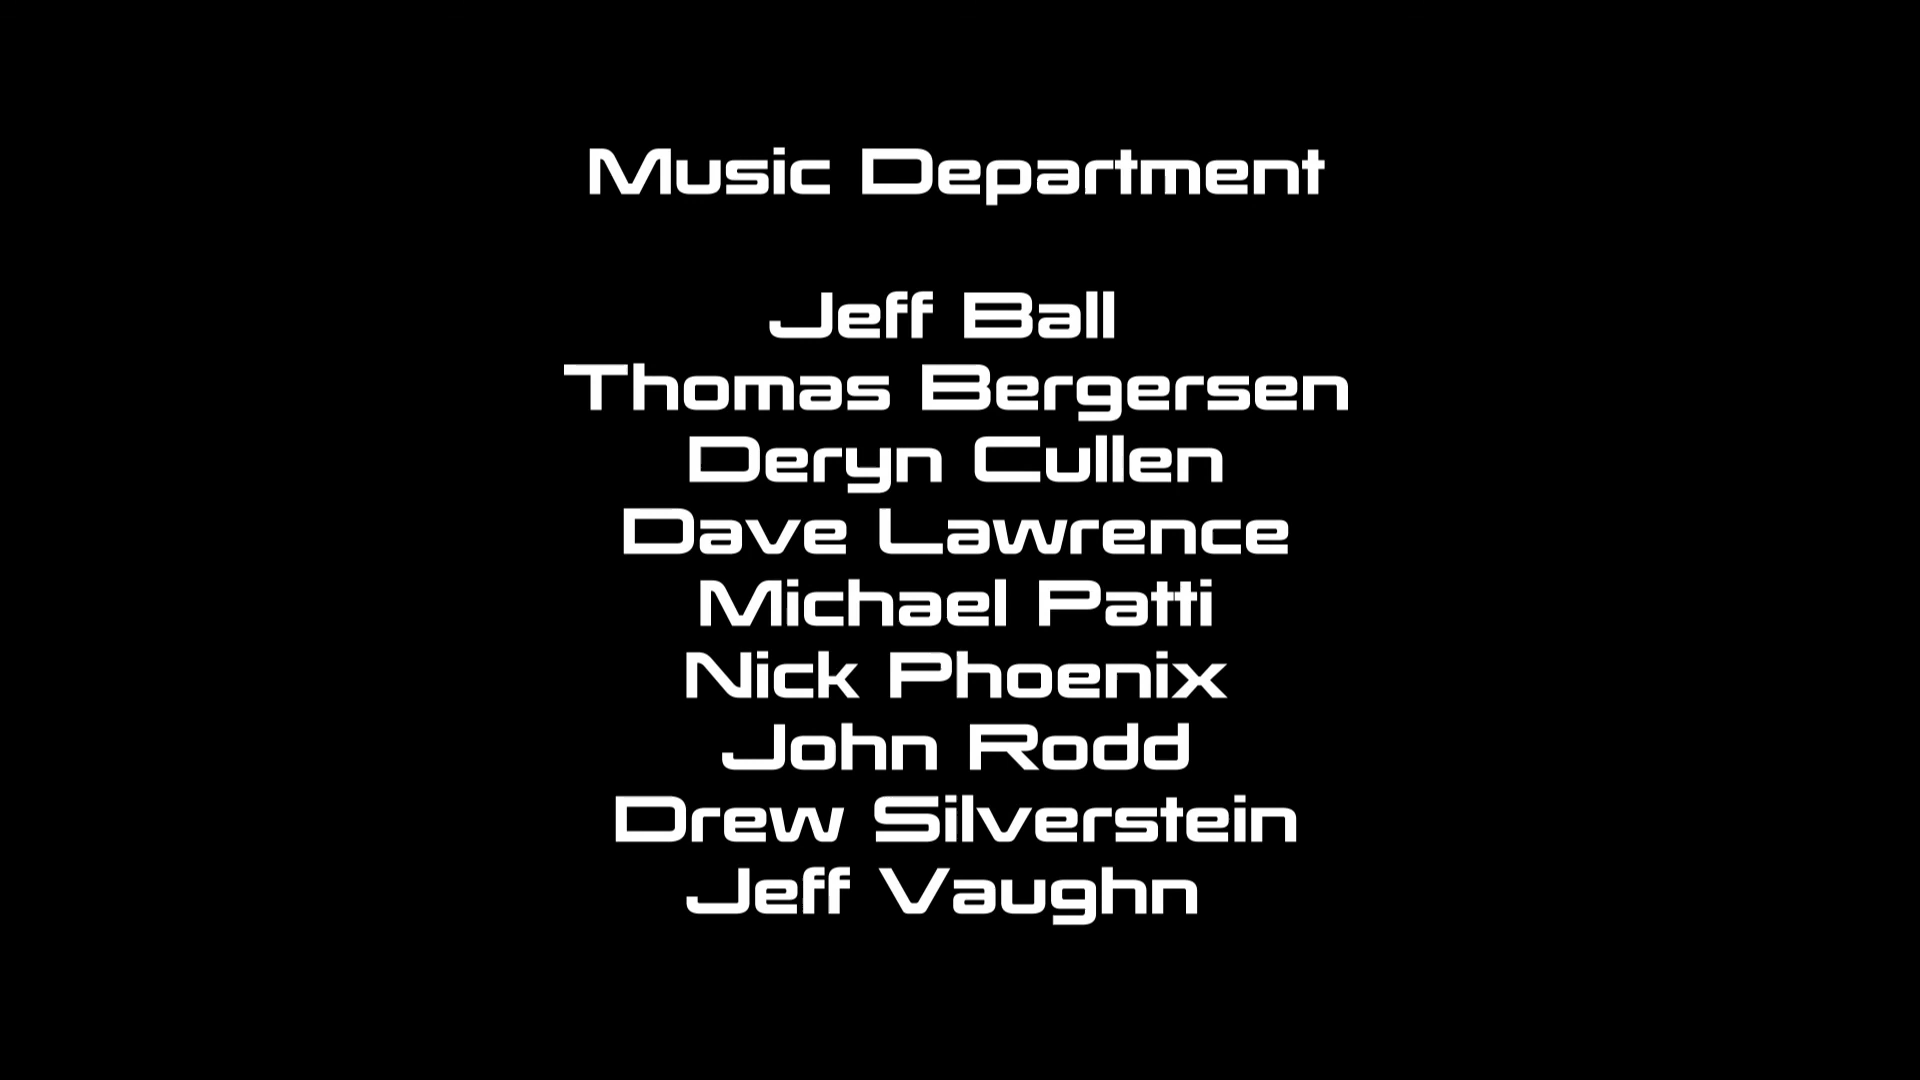 Music Department
Jeff Ball
Thomas Bergersen
Deryn Cullen
Dave Lawrence
Michael Patti
Nick Phoenix
John Rodd
Drew Silverstein
Jeff Vaughn